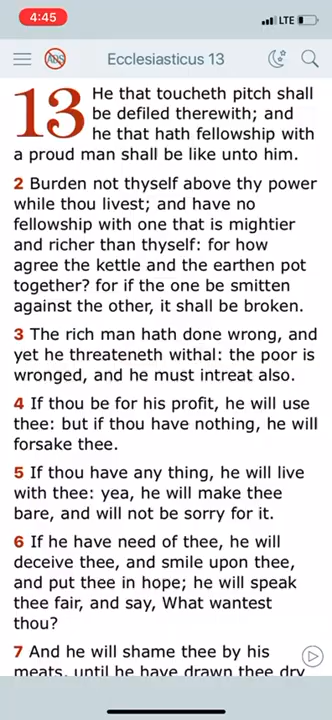 4:45
LTE
ADS
Ecclesiasticus 13
13 He that toucheth pitch shall
be defiled therewith; and
he that hath fellowship with
a proud man shall be like unto him.
2 Burden not thyself above thy power
while thou livest; and have no
fellowship with one that is mightier
and richer than thyself: for how
agree the kettle and the earthen pot
together? for if the one be smitten
against the other, it shall be broken.
3 The rich man hath done wrong, and
yet he threateneth withal: the poor is
wronged, and he must intreat also.
4 If thou be for his profit, he will use
thee: but if thou have nothing, he will
forsake thee.
5 If thou have any thing, he will live
with thee: yea, he will make thee
bare, and will not be sorry for it.
6 If he have need of thee, he will
deceive thee, and smile upon thee,
and put thee in hope; he will speak
thee fair, and say, What wantest
thou?
7 And he will shame thee by his
meats, until he have drawn thee dry